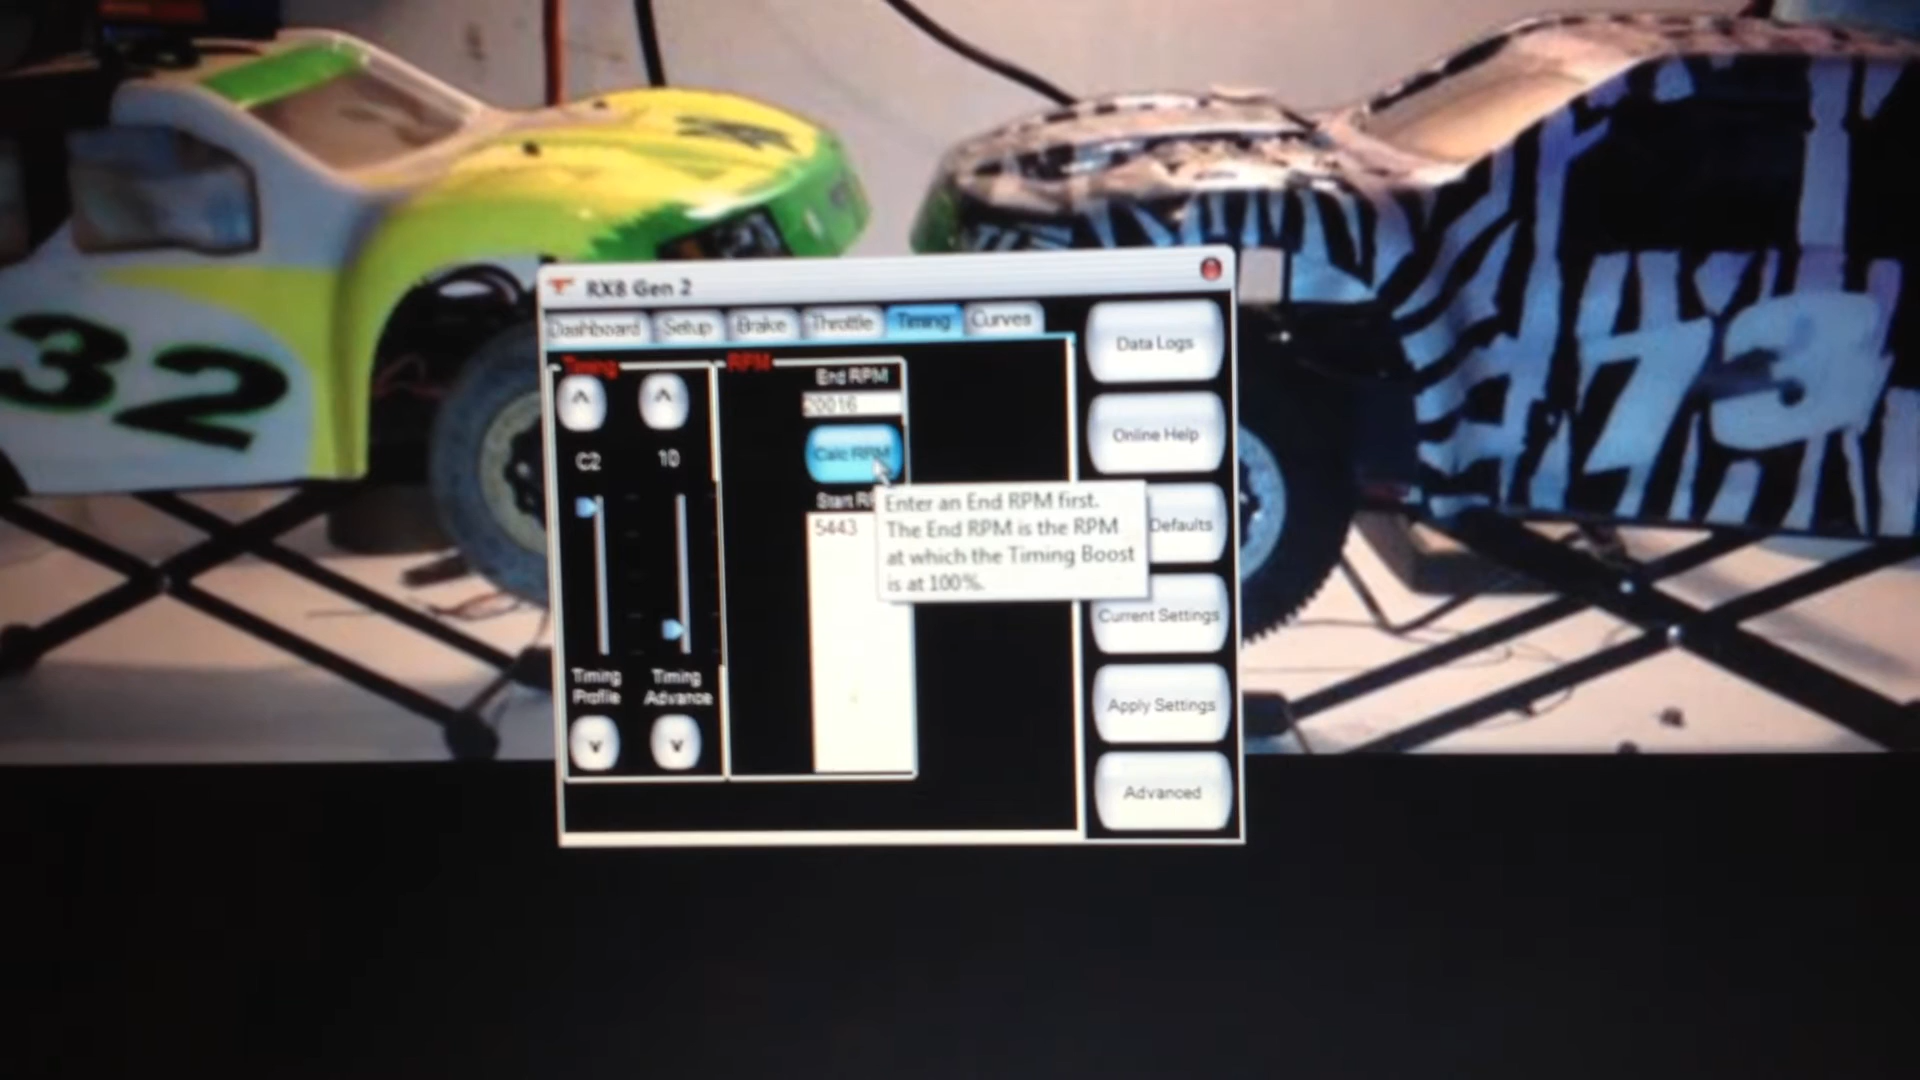 32
73
RX8 Gen 2
Dashboard Setup Brake Throttle Timing Curves
Timing
RPM
End RPM
20016
Calc RPM
Start
5443
Enter an End RPM first.
The End RPM is the RPM
at which the Timing Boost
is at 100%.
^ ^
C2 10
Timing Profile
Timing Advance
v v
Data Logs
Online Help
Defaults
Current Settings
Apply Settings
Advanced